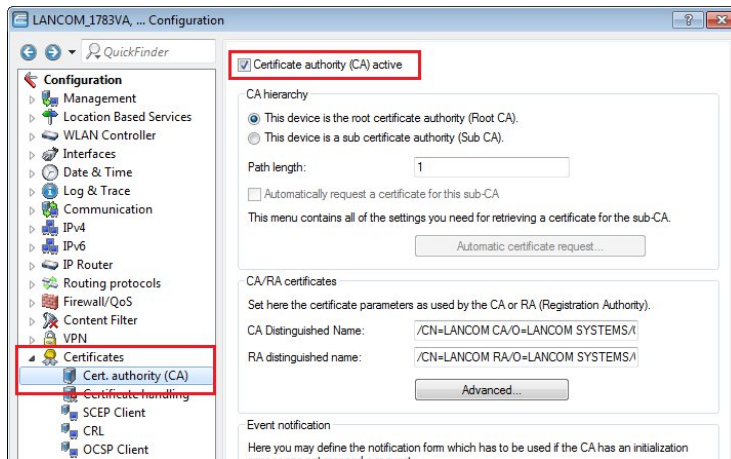 LANCOM_1783VA, ... Configuration
QuickFinder
Configuration
Management
Location Based Services
WLAN Controller
Interfaces
Date & Time
Log & Trace
Communication
IPv4
IPv6
IP Router
Routing protocols
Firewall/QoS
Content Filter
VPN
Certificates
Cert. authority (CA)
Certificate handling
SCEP Client
CRL
OCSP Client
Certificate authority (CA) active
CA hierarchy
This device is the root certificate authority (Root CA).
This device is a sub certificate authority (Sub CA).
Path length: 1
Automatically request a certificate for this sub-CA
This menu contains all of the settings you need for retrieving a certificate for the sub-CA.
Automatic certificate request...
CA/RA certificates
Set here the certificate parameters as used by the CA or RA (Registration Authority).
CA Distinguished Name: /CN=LANCOM CA/O=LANCOM SYSTEMS/
RA distinguished name: /CN=LANCOM RA/O=LANCOM SYSTEMS/
Advanced...
Event notification
Here you may define the notification form which has to be used if the CA has an initialization